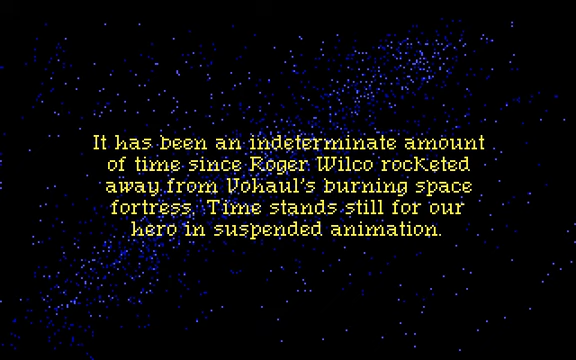 It has been an indeterminate amount
of time since Roger Wilco rocketed
away from Vohaul's burning space
fortress. Time stands still for our
hero in suspended animation.